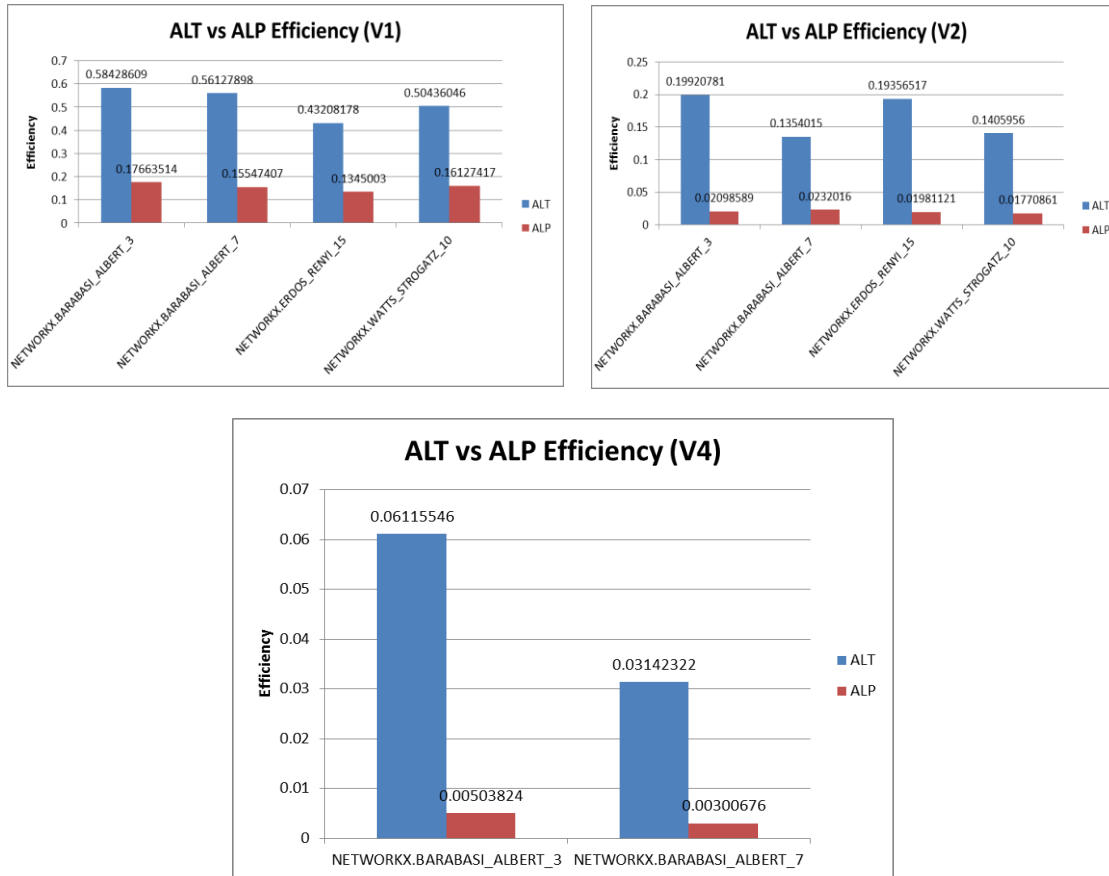 ALT vs ALP Efficiency (V1)
0.7
0.6
0.5
0.4
0.3
0.2
0.1
0
Efficiency
0.58428609
0.56127898
0.43208178
0.50436046
0.17663514
0.15547407
0.1345003
0.16127417
ALT
ALP
NETWORKX.BARABASI_ALBERT_3
NETWORKX.BARABASI_ALBERT_7
NETWORKX.ERDOS_RENYI_15
NETWORKX.WATTS_STROGATZ_10
ALT vs ALP Efficiency (V2)
0.25
0.2
0.15
0.1
0.05
0
Efficiency
0.19920781
0.1354015
0.19356517
0.1405956
0.02098589
0.0232016
0.01981121
0.01770861
ALT
ALP
NETWORKX.BARABASI_ALBERT_3
NETWORKX.BARABASI_ALBERT_7
NETWORKX.ERDOS_RENYI_15
NETWORKX.WATTS_STROGATZ_10
ALT vs ALP Efficiency (V4)
0.07
0.06
0.05
0.04
0.03
0.02
0.01
0
Efficiency
0.06115546
0.03142322
0.00503824
0.00300676
ALT
ALP
NETWORKX.BARABASI_ALBERT_3
NETWORKX.BARABASI_ALBERT_7